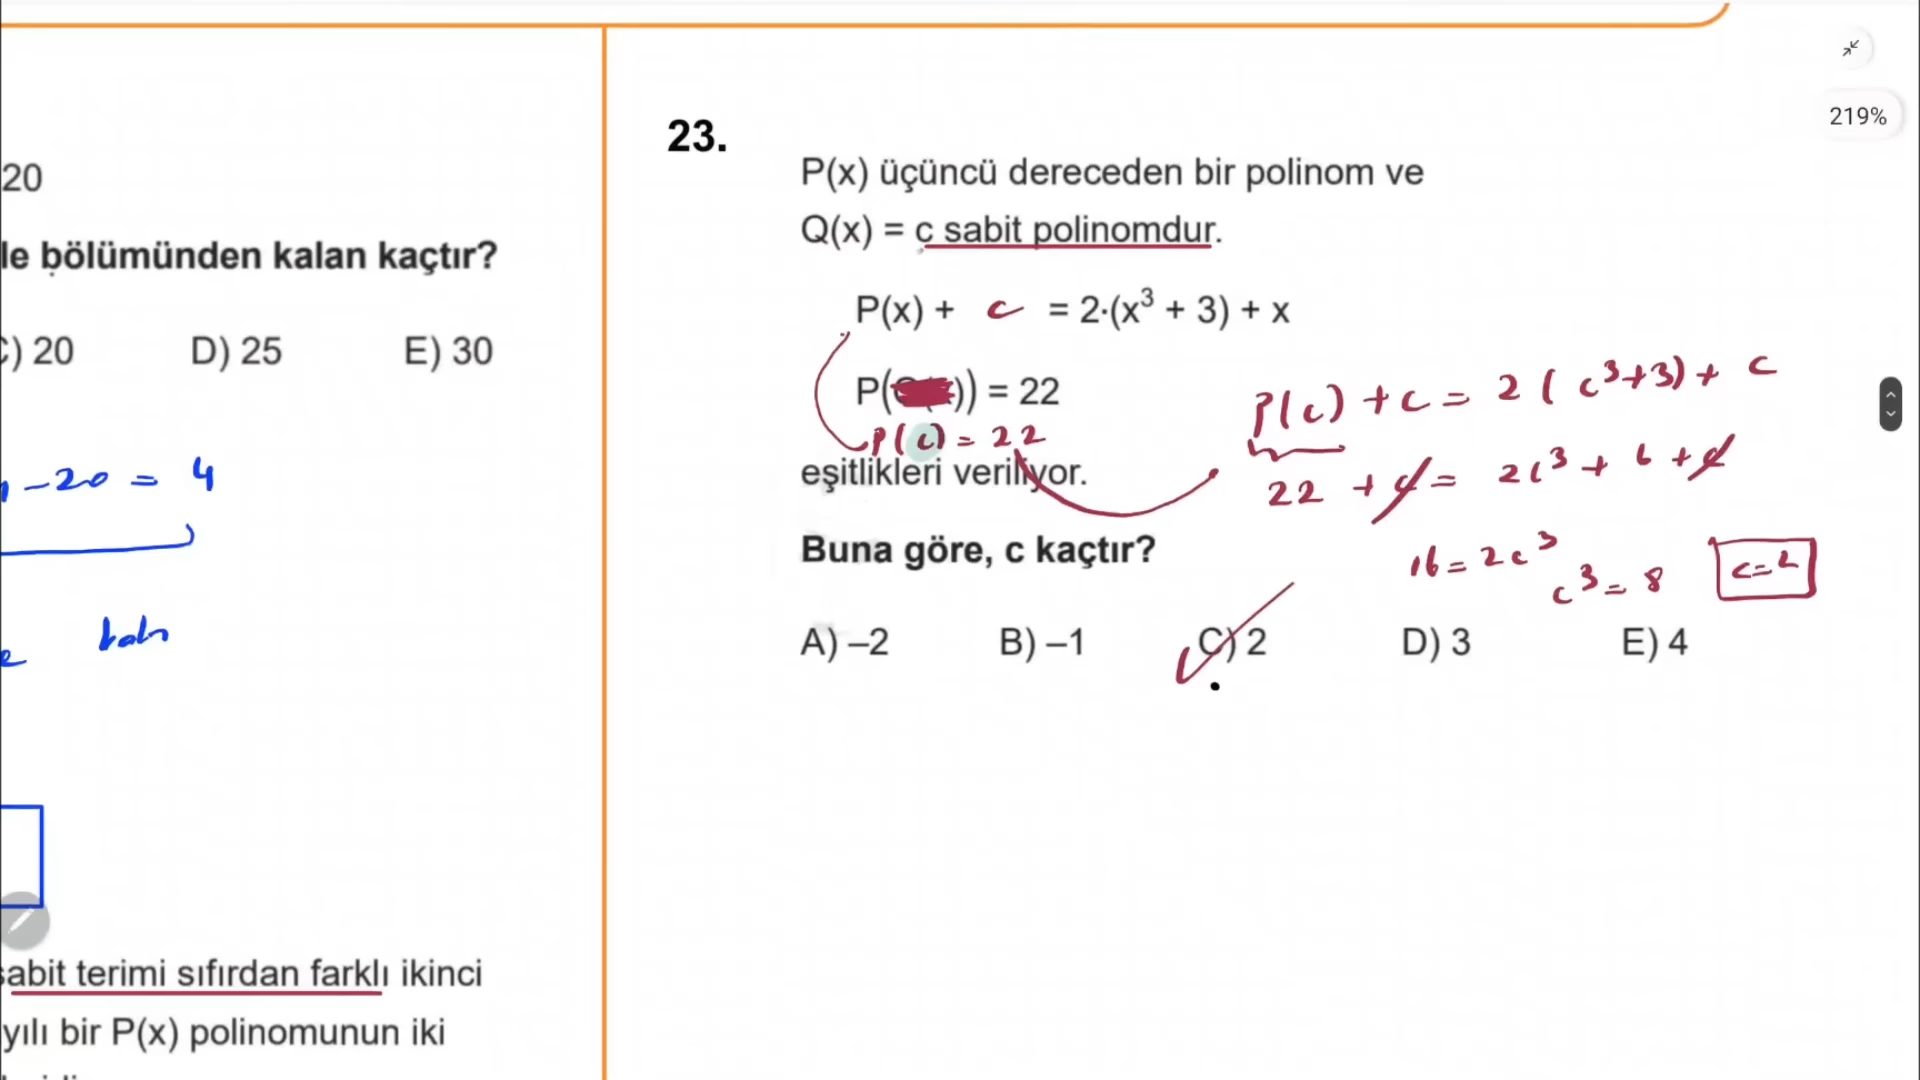 219%
20
le bölümünden kalan kaçtır?
C) 20 D) 25 E) 30
-20 = 4
sabit terimi sıfırdan farklı ikinci
yılı bir P(x) polinomunun iki
23.
P(x) üçüncü dereceden bir polinom ve
Q(x) = c sabit polinomdur.
P(x) + c = 2·(x³ + 3) + x
P( )) = 22
P(c) = 22
eşitlikleri veriliyor.
P(c) + c = 2 ( c³+3) + c
22 + c = 2c³ + 6 + c
16 = 2c³
c³ = 8
c=2
Buna göre, c kaçtır?
A) –2 B) –1 C) 2 D) 3 E) 4